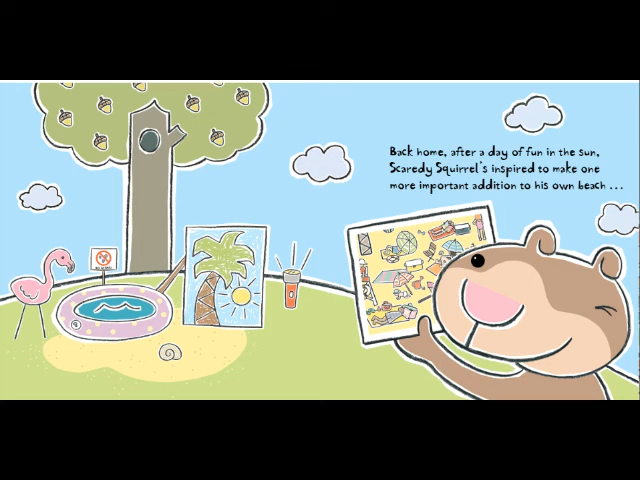 Back home, after a day of fun in the sun,
Scaredy Squirrel's inspired to make one
more important addition to his own beach ...